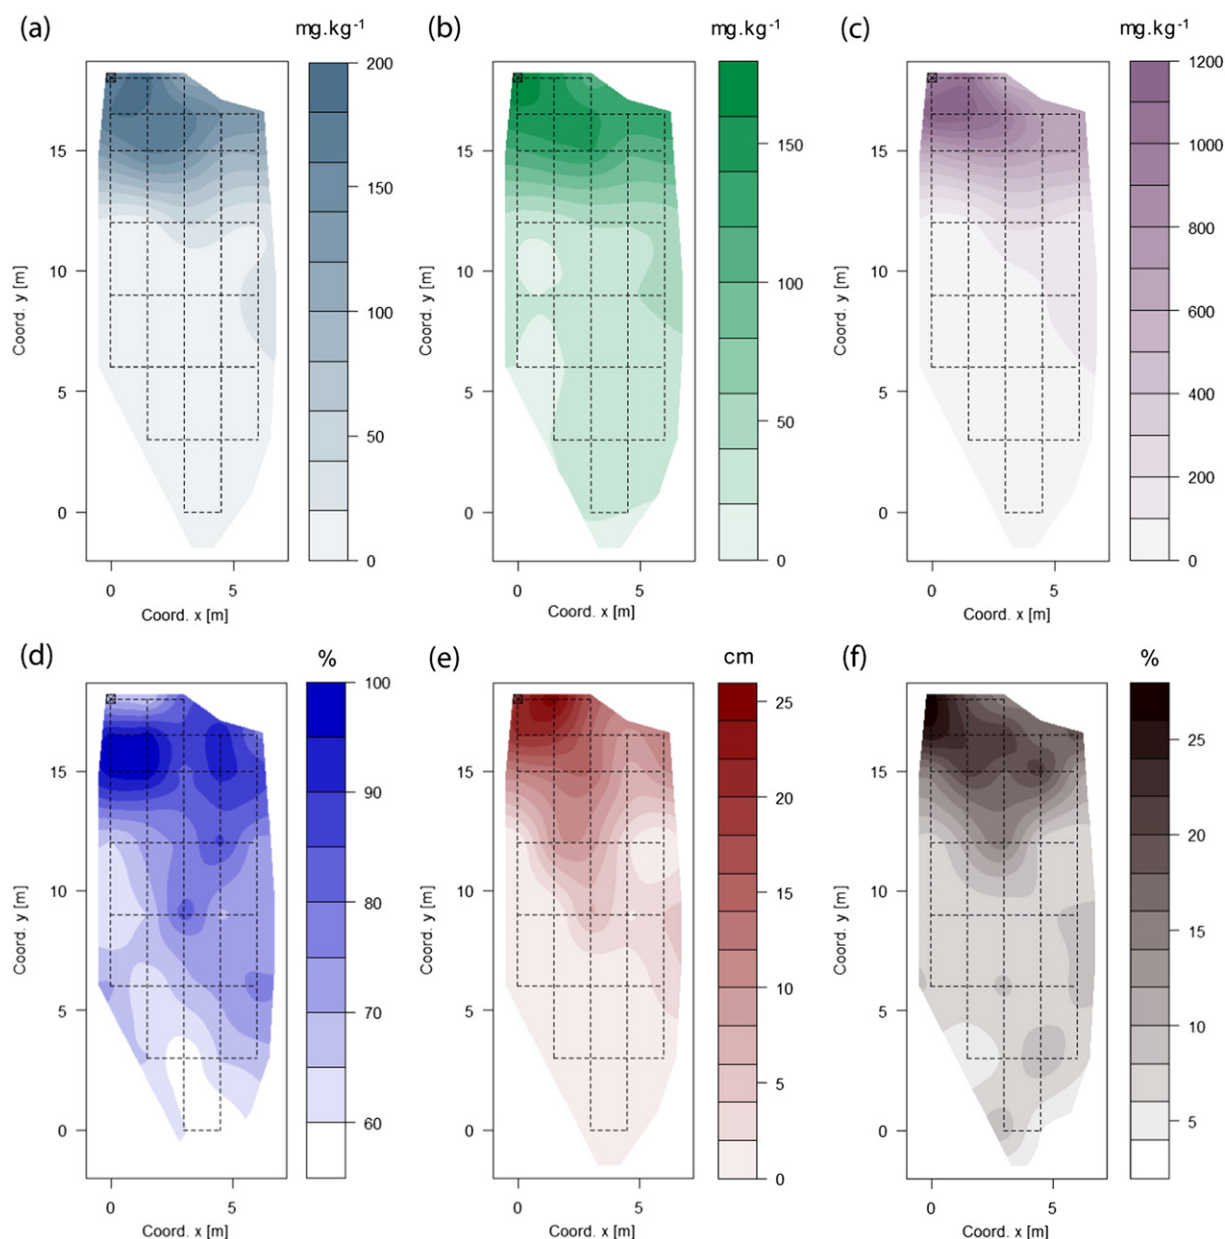 (a) mg.kg⁻¹ (b) mg.kg⁻¹ (c) mg.kg⁻¹
200 1200
150 150 1000
15 15 15
800
Coord. y [m] 10 100 Coord. y [m] 10 100 Coord. y [m] 10 600
5 50 5 50 5 400
200
0 0 0 0 0 0
0 5 0 5 0 5
Coord. x [m] Coord. x [m] Coord. x [m]
(d) % (e) cm (f) %
100 25 25
15 90 15 20 15 20
Coord. y [m] 10 80 Coord. y [m] 10 15 Coord. y [m] 10 15
5 70 5 10 5 10
0 60 0 5 0 5
0
0 5 0 5 0 5
Coord. x [m] Coord. x [m] Coord. x [m]